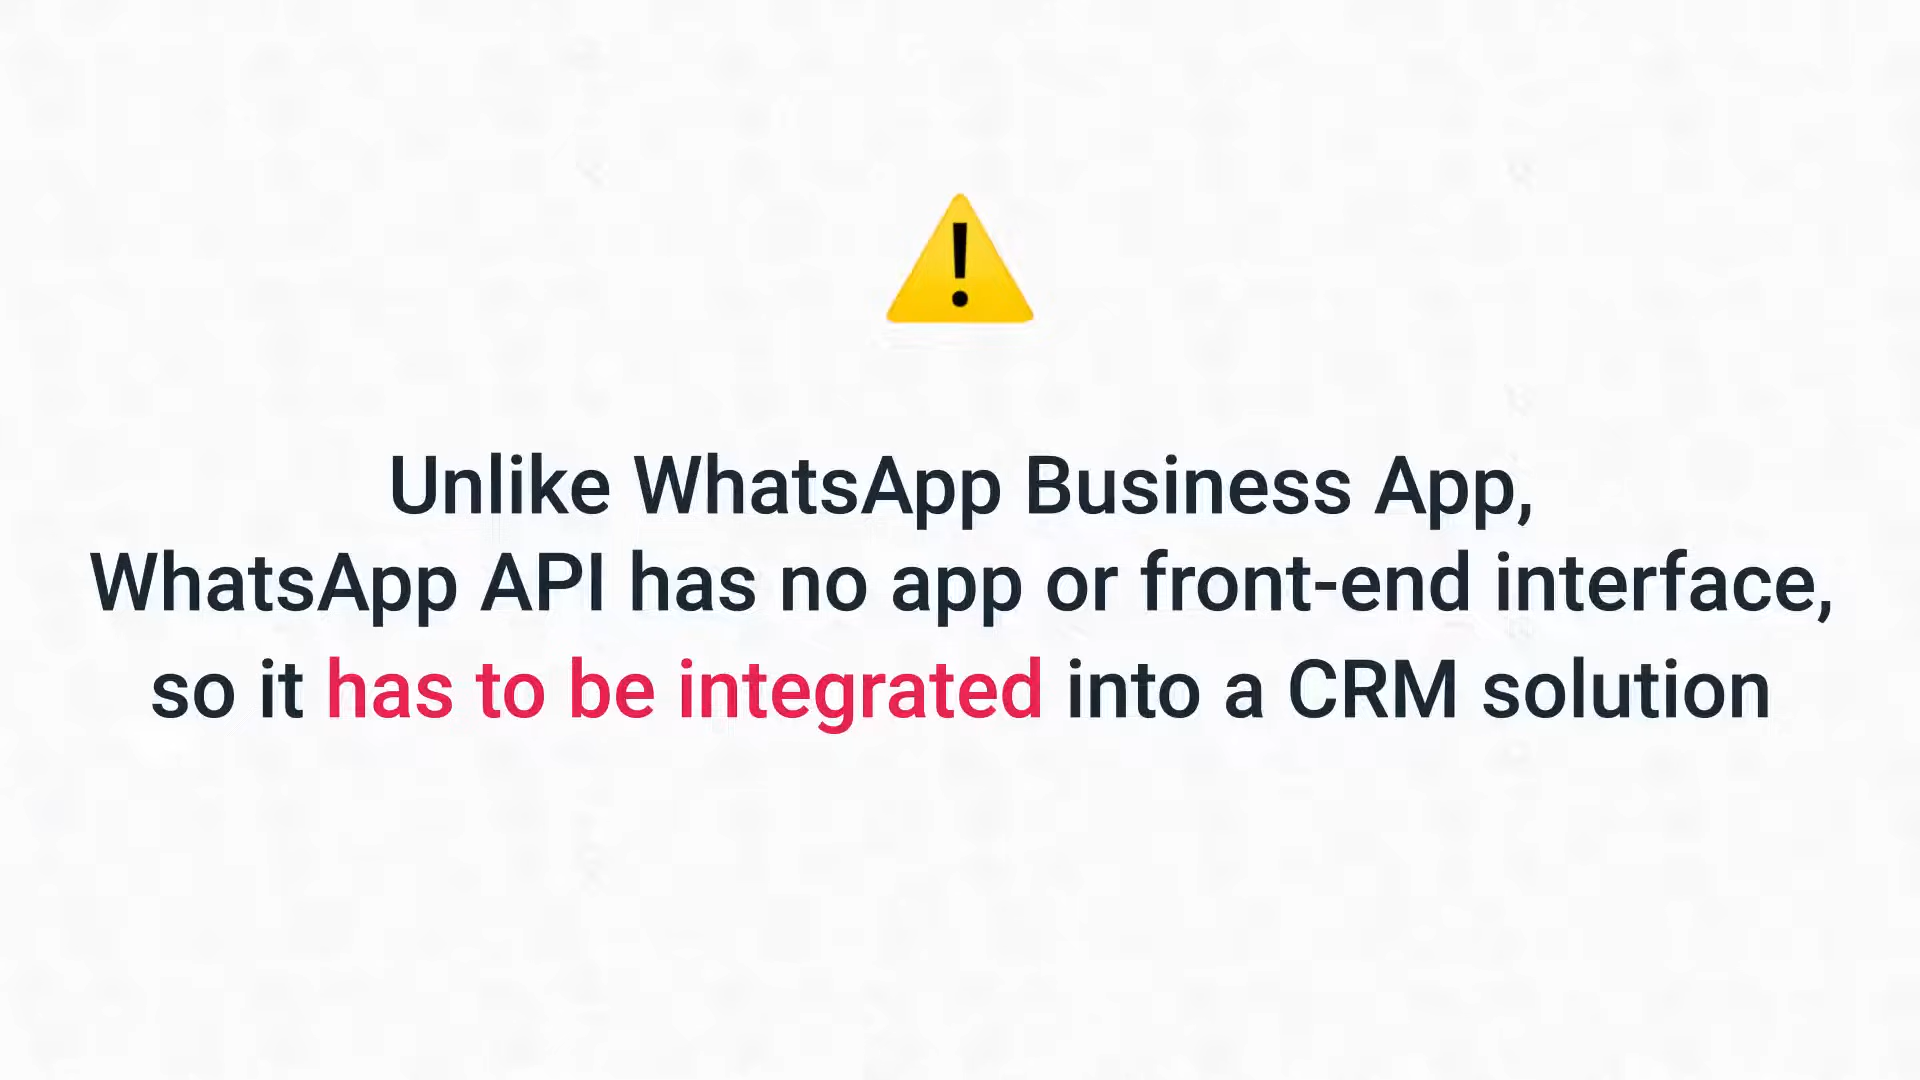 Unlike WhatsApp Business App,
WhatsApp API has no app or front-end interface,
so it has to be integrated into a CRM solution